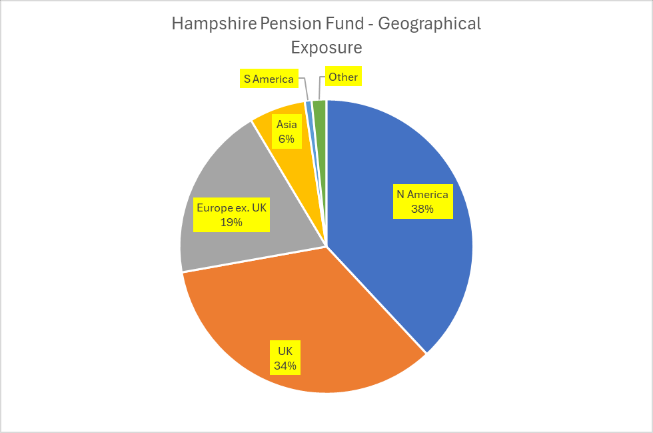 Hampshire Pension Fund - Geographical
Exposure
S America
Other
Asia
6%
N America
38%
Europe ex. UK
19%
UK
34%